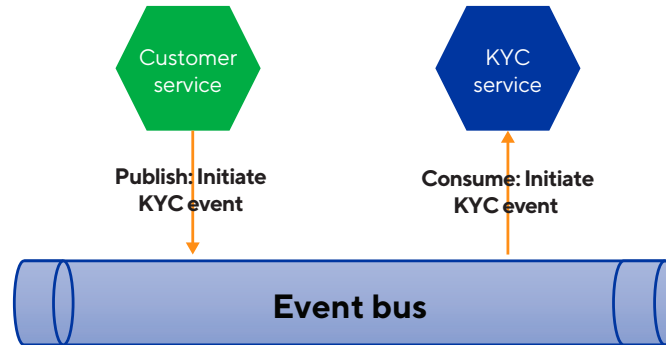 Customer
service
KYC
service
Publish: Initiate
KYC event
Consume: Initiate
KYC event
Event bus